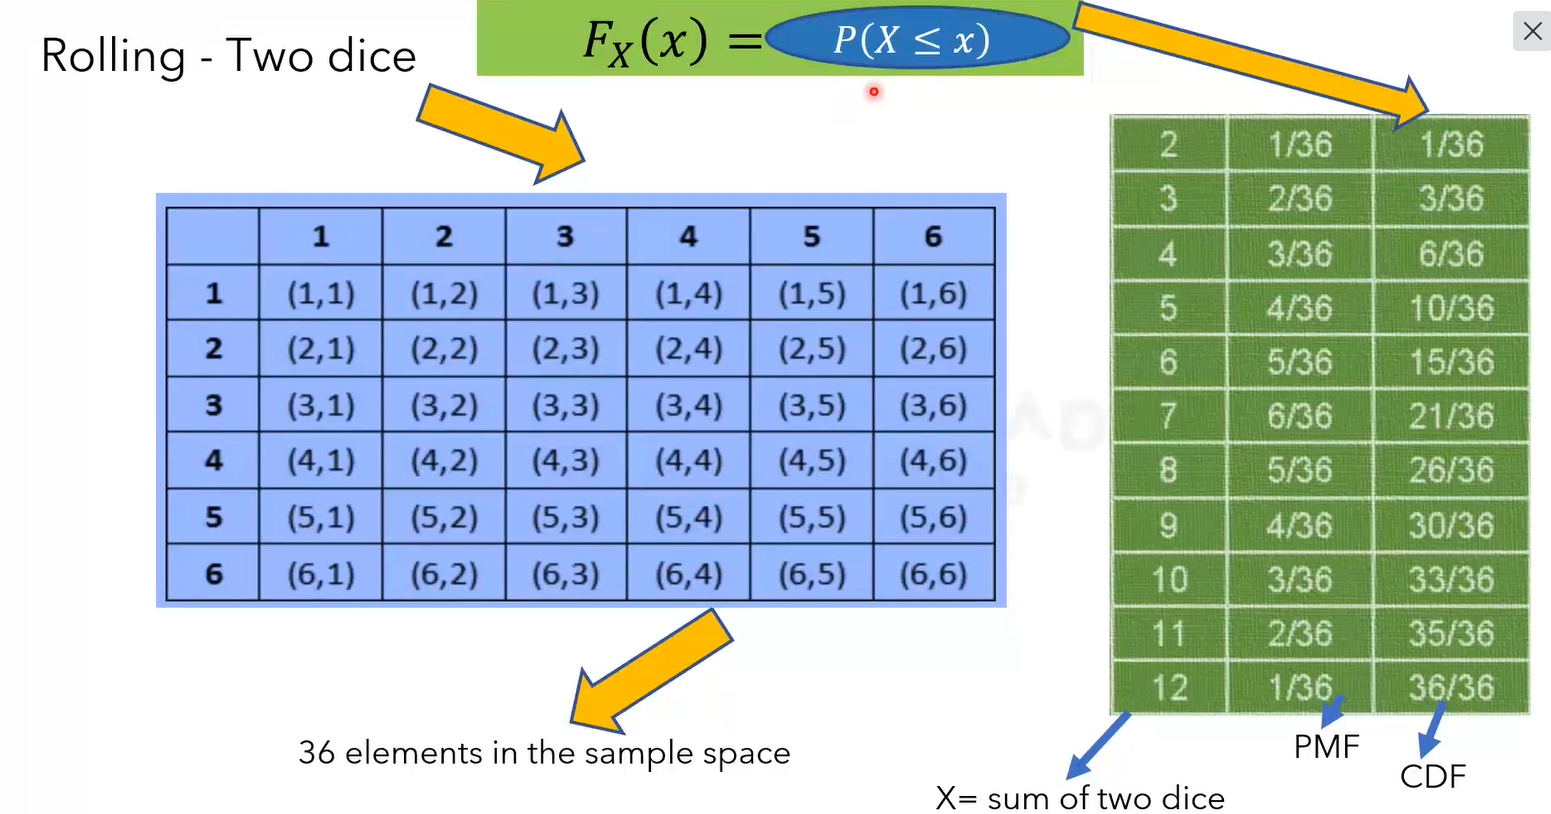 Rolling - Two dice
F_X(x) = P(X ≤ x)
1 2 3 4 5 6
1 (1,1) (1,2) (1,3) (1,4) (1,5) (1,6)
2 (2,1) (2,2) (2,3) (2,4) (2,5) (2,6)
3 (3,1) (3,2) (3,3) (3,4) (3,5) (3,6)
4 (4,1) (4,2) (4,3) (4,4) (4,5) (4,6)
5 (5,1) (5,2) (5,3) (5,4) (5,5) (5,6)
6 (6,1) (6,2) (6,3) (6,4) (6,5) (6,6)
36 elements in the sample space
2 1/36 1/36
3 2/36 3/36
4 3/36 6/36
5 4/36 10/36
6 5/36 15/36
7 6/36 21/36
8 5/36 26/36
9 4/36 30/36
10 3/36 33/36
11 2/36 35/36
12 1/36 36/36
PMF
CDF
X= sum of two dice